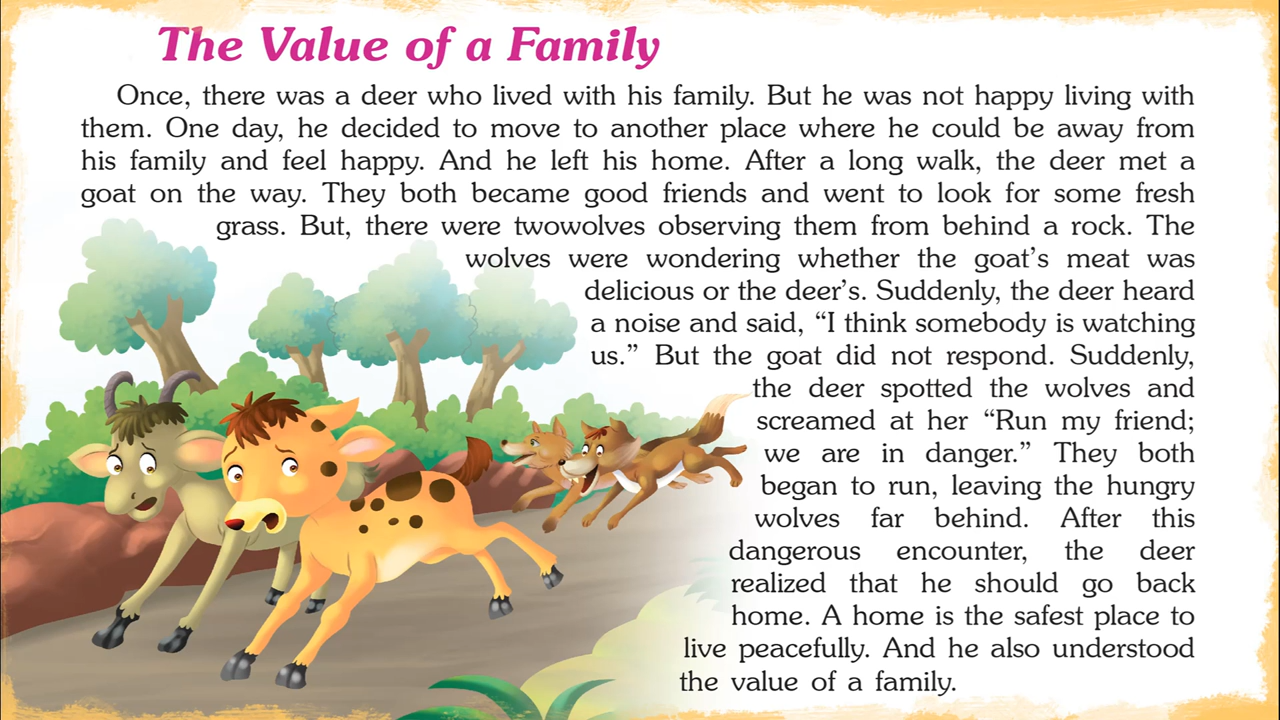 The Value of a Family
Once, there was a deer who lived with his family. But he was not happy living with
them. One day, he decided to move to another place where he could be away from
his family and feel happy. And he left his home. After a long walk, the deer met a
goat on the way. They both became good friends and went to look for some fresh
grass. But, there were twowolves observing them from behind a rock. The
wolves were wondering whether the goat’s meat was
delicious or the deer’s. Suddenly, the deer heard
a noise and said, “I think somebody is watching
us.” But the goat did not respond. Suddenly,
the deer spotted the wolves and
screamed at her “Run my friend;
we are in danger.” They both
began to run, leaving the hungry
wolves far behind. After this
dangerous encounter, the deer
realized that he should go back
home. A home is the safest place to
live peacefully. And he also understood
the value of a family.